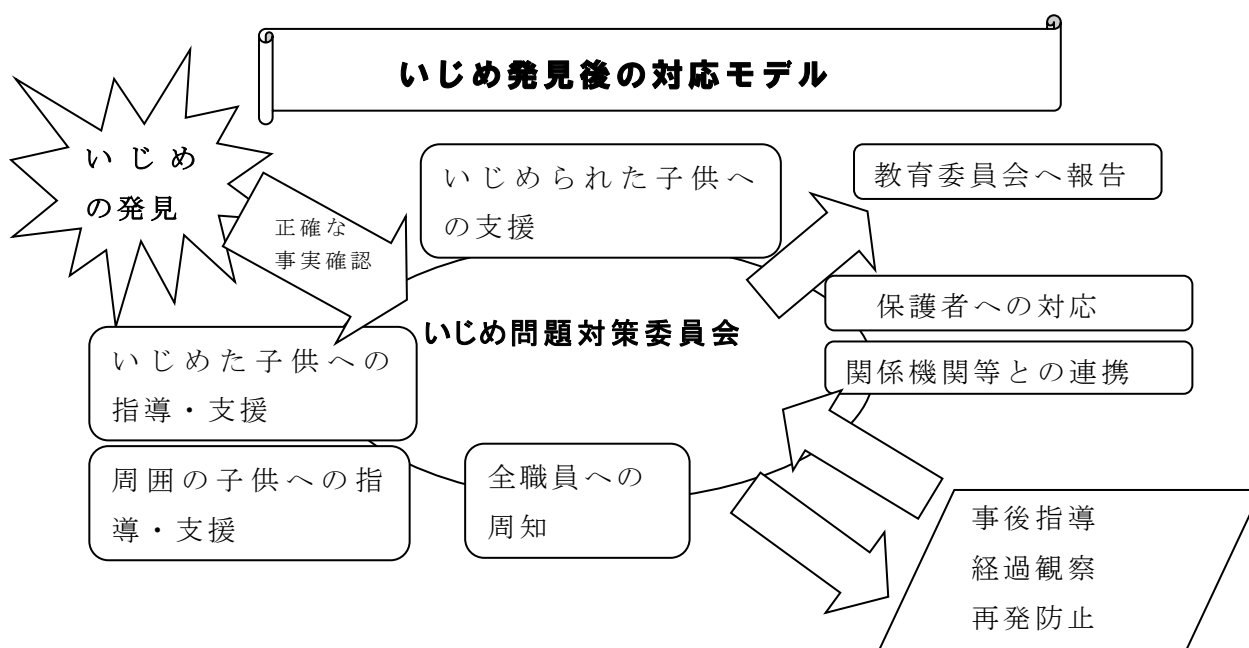 いじめ発見後の対応モデル
いじめ
の発見
正確な
事実確認
いじめられた子供へ
の支援
教育委員会へ報告
保護者への対応
関係機関等との連携
いじめ問題対策委員会
いじめた子供への
指導・支援
周囲の子供への指
導・支援
全職員への
周知
事後指導
経過観察
再発防止